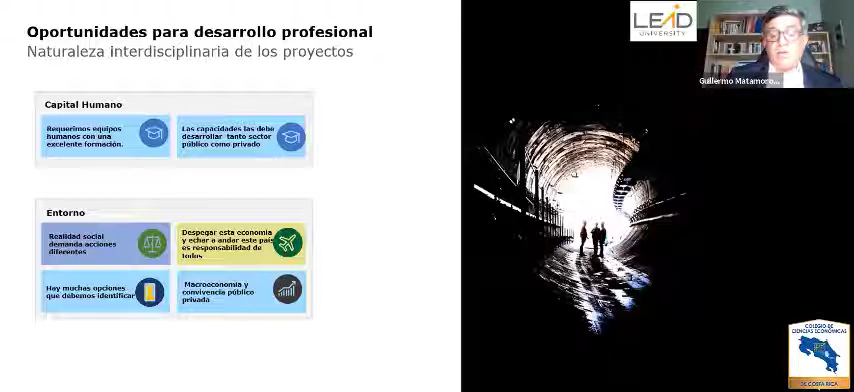 Oportunidades para desarrollo profesional
Naturaleza interdisciplinaria de los proyectos
Capital Humano
Requerimos equipos
humanos con una
excelente formación.
Las capacidades las debe
desarrollar tanto sector
público como privado
Entorno
Realidad social
demanda acciones
diferentes
Despegar esta economía
y echar a andar este país
es responsabilidad de
todos
Hay muchas opciones
que debemos identificar
Macroeconomía y
convivencia público
privada
LEAD
UNIVERSITY
Guillermo Matamoro...
COLEGIO DE
CIENCIAS ECONÓMICAS
DE COSTA RICA